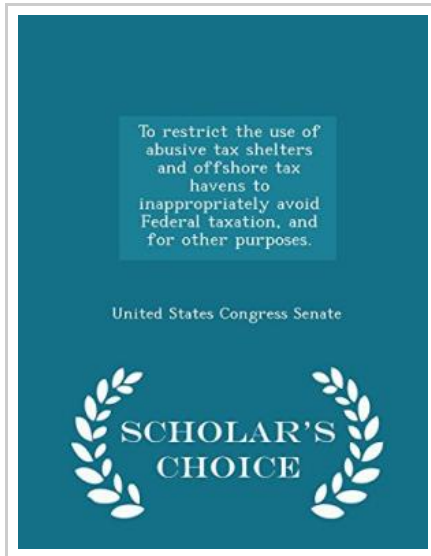 To restrict the use of
abusive tax shelters
and offshore tax
havens to
inappropriately avoid
Federal taxation, and
for other purposes.
United States Congress Senate
SCHOLAR'S
CHOICE